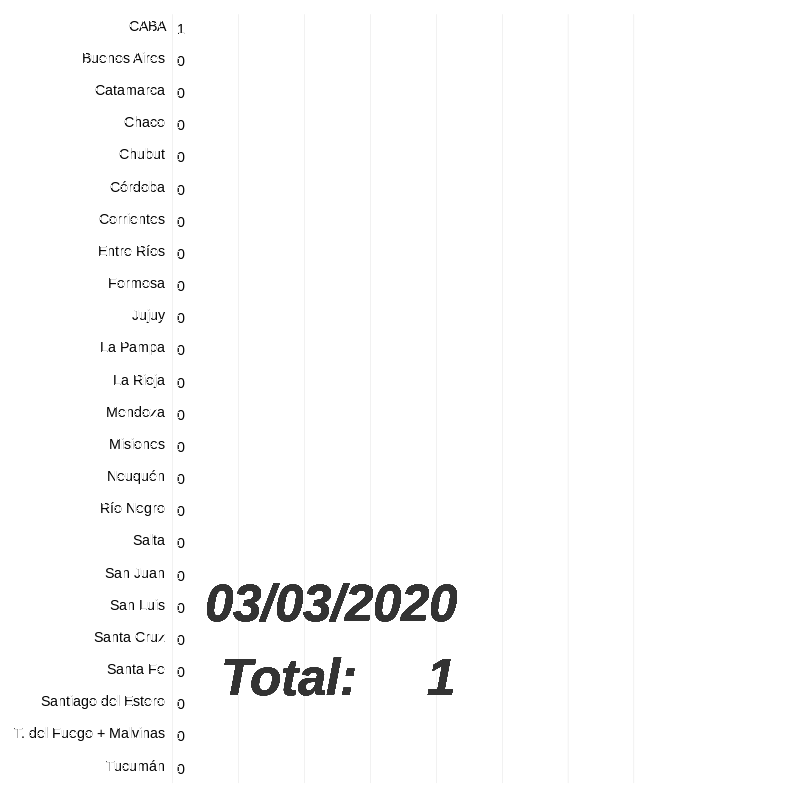 CABA 1
Buenos Aires 0
Catamarca 0
Chaco 0
Chubut 0
Córdoba 0
Corrientes 0
Entre Ríos 0
Formosa 0
Jujuy 0
La Pampa 0
La Rioja 0
Mendoza 0
Misiones 0
Neuquén 0
Río Negro 0
Salta 0
San Juan 0
San Luis 0
03/03/2020
Santa Cruz 0
Santa Fe 0
Total: 1
Santiago del Estero 0
T. del Fuego + Malvinas 0
Tucumán 0